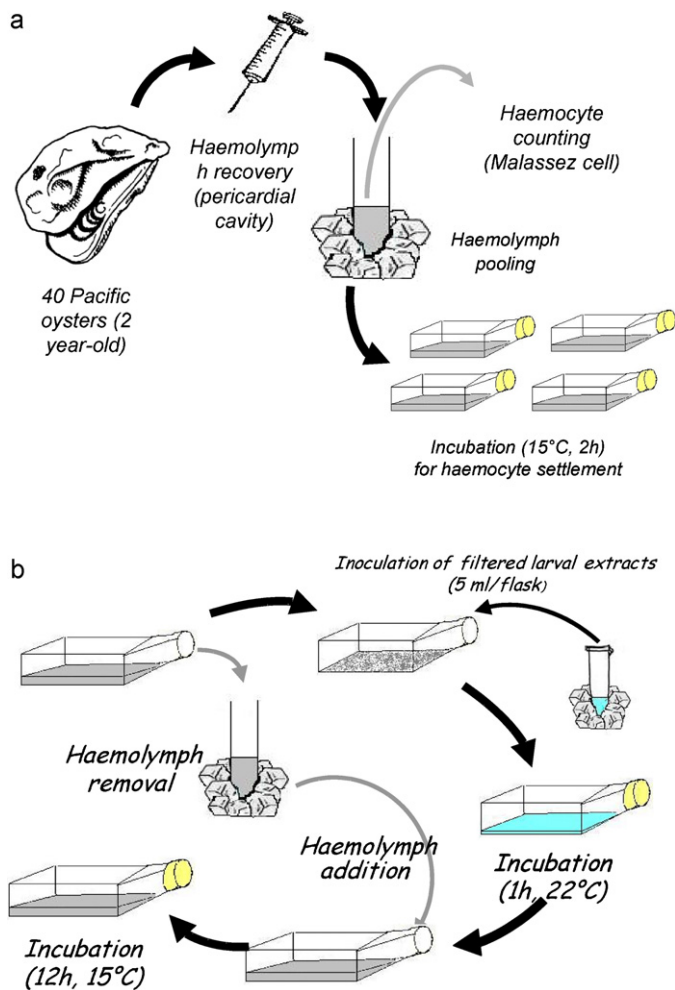 a
Haemolymp
h recovery
(pericardial
cavity)
Haemocyte
counting
(Malassez cell)
Haemolymph
pooling
40 Pacific
oysters (2
year-old)
Incubation (15°C, 2h)
for haemocyte settlement
b
Inoculation of filtered larval extracts
(5 ml/flask)
Haemolymph
removal
Haemolymph
addition
Incubation
(1h, 22°C)
Incubation
(12h, 15°C)